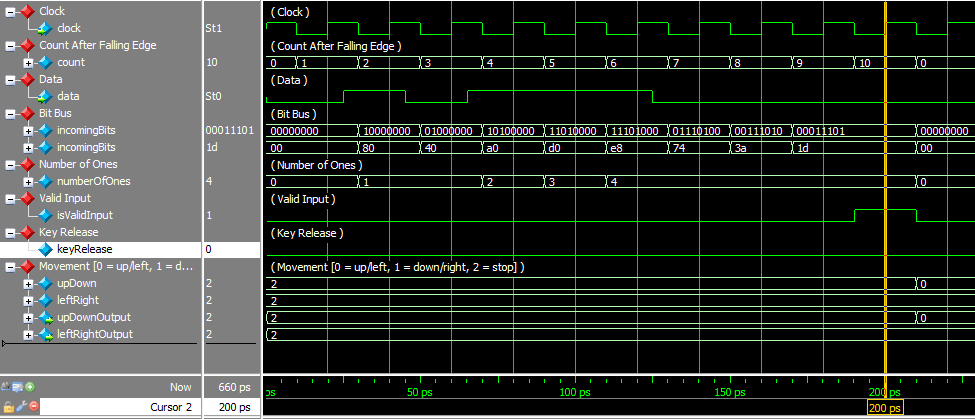 Clock ( Clock )
clock St1
Count After Falling Edge ( Count After Falling Edge )
count 10 0 1 2 3 4 5 6 7 8 9 10 0
Data ( Data )
data St0
Bit Bus ( Bit Bus )
incomingBits 00011101 00000000 10000000 01000000 10100000 11010000 11101000 01110100 00111010 00011101 00000000
incomingBits 1d 00 80 40 a0 d0 e8 74 3a 1d 00
Number of Ones ( Number of Ones )
numberOfOnes 4 0 1 2 3 4 0
Valid Input ( Valid Input )
isValidInput 1
Key Release ( Key Release )
keyRelease 0
Movement [0 = up/left, 1 = d... ( Movement [0 = up/left, 1 = down/right, 2 = stop] )
upDown 2 2 0
leftRight 2 2
upDownOutput 2 2 0
leftRightOutput 2 2
Now 660 ps ps 50 ps 100 ps 150 ps 200 ps
Cursor 2 200 ps 200 ps